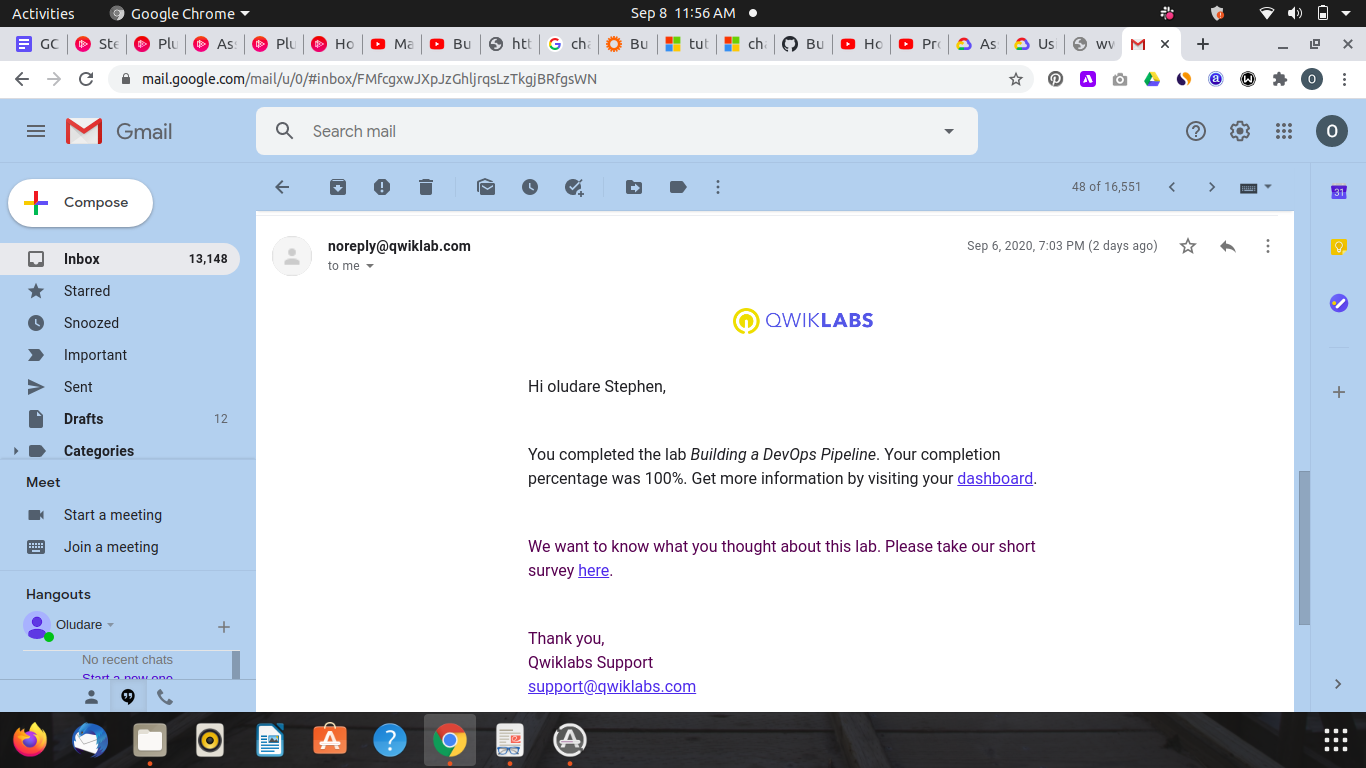 Activities
Google Chrome
Sep 8 11:56 AM
GC
Ste
Plu
Ass
Plu
Ho
Ma
Bu
htt
cha
Bu
tut
cha
Bu
Ho
Pro
Ass
Usi
ww
mail.google.com/mail/u/0/#inbox/FMfcgxwJXpJzGhljrqsLzTkgjBRfgsWN
O
Gmail
Search mail
O
Compose
48 of 16,551
31
Inbox 13,148
Starred
Snoozed
Important
Sent
Drafts 12
Categories
Meet
Start a meeting
Join a meeting
Hangouts
Oludare
No recent chats
Start a new one
noreply@qwiklab.com
Sep 6, 2020, 7:03 PM (2 days ago)
to me
QWIKLABS
Hi oludare Stephen,
You completed the lab Building a DevOps Pipeline. Your completion
percentage was 100%. Get more information by visiting your dashboard.
We want to know what you thought about this lab. Please take our short
survey here.
Thank you,
Qwiklabs Support
support@qwiklabs.com